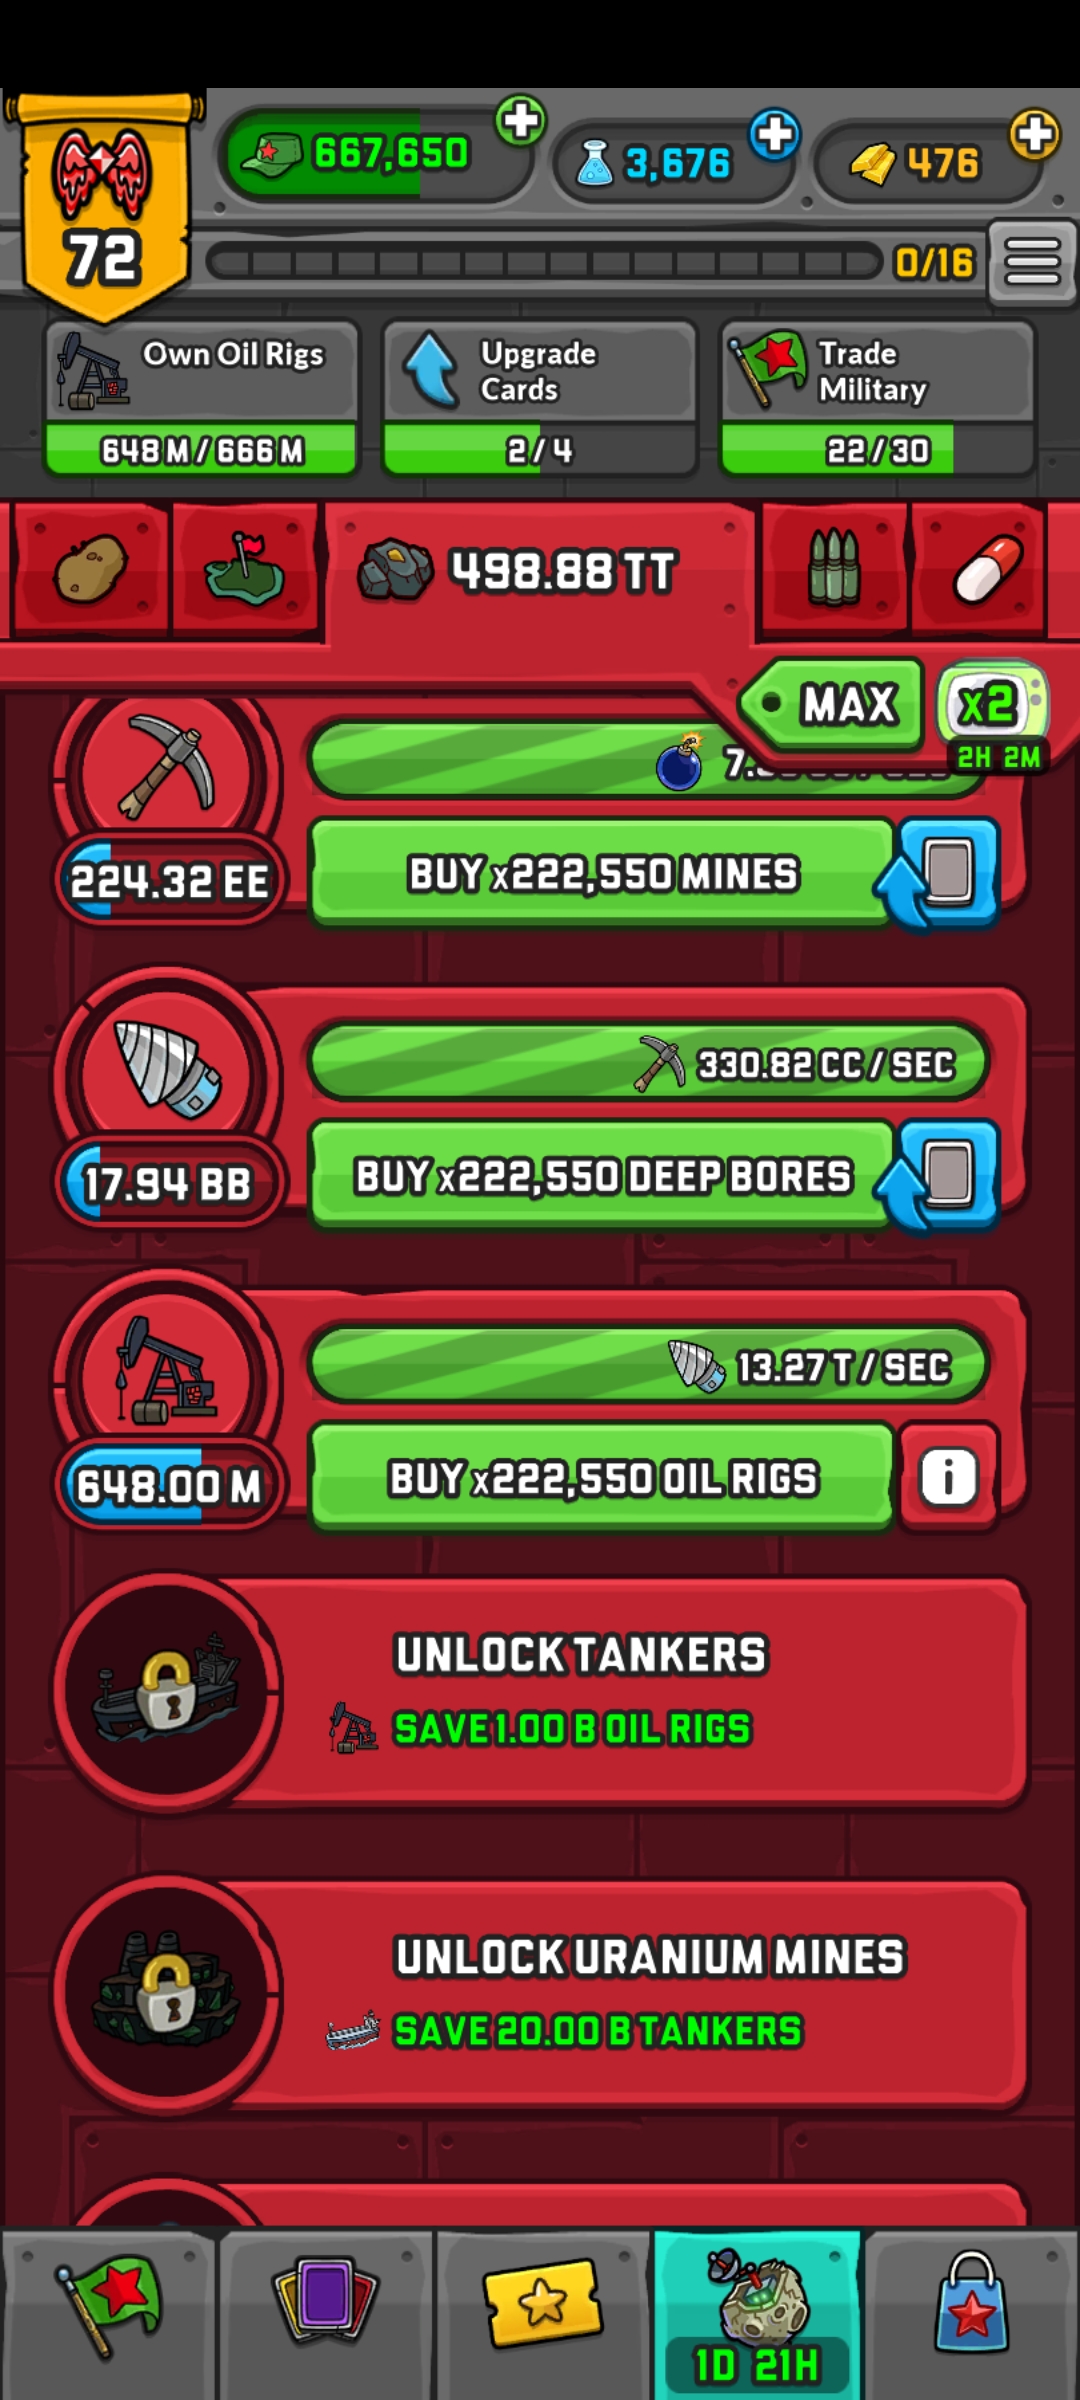 667,650
3,676
476
72
0/16
Own Oil Rigs
648 M / 666 M
Upgrade
Cards
2 / 4
Trade
Military
22 / 30
498.88 TT
MAX
x2
2H 2M
224.32 EE
BUY x222,550 MINES
330.82 CC / SEC
17.94 BB
BUY x222,550 DEEP BORES
13.27 T / SEC
648.00 M
BUY x222,550 OIL RIGS
i
UNLOCK TANKERS
SAVE 1.00 B OIL RIGS
UNLOCK URANIUM MINES
SAVE 20.00 B TANKERS
1D 21H